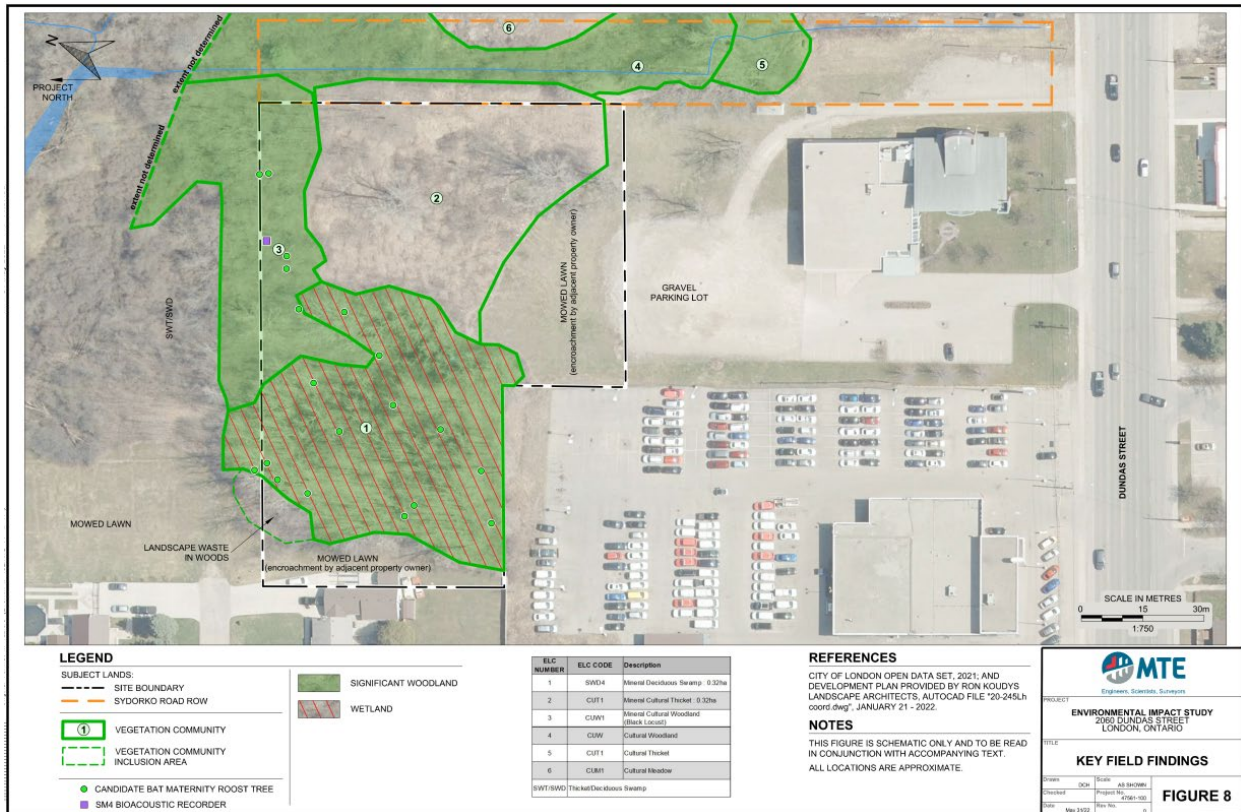 N
PROJECT
NORTH
extent not determined
extent not determined
6
4
5
2
3
1
SWT/SWD
MOWED LAWN
(encroachment by adjacent property owner)
GRAVEL
PARKING LOT
DUNDAS STREET
MOWED LAWN
LANDSCAPE WASTE
IN WOODS
MOWED LAWN
(encroachment by adjacent property owner)
SCALE IN METRES
0 15 30m
1:750
LEGEND
SUBJECT LANDS:
SITE BOUNDARY
SYDORKO ROAD ROW
1 VEGETATION COMMUNITY
VEGETATION COMMUNITY
INCLUSION AREA
CANDIDATE BAT MATERNITY ROOST TREE
SM4 BIOACOUSTIC RECORDER
SIGNIFICANT WOODLAND
WETLAND
ELC NUMBER ELC CODE Description
1 SWD4 Mineral Deciduous Swamp : 0.32ha
2 CUT1 Mineral Cultural Thicket : 0.32ha
3 CUW1 Mineral Cultural Woodland (Black Locust)
4 CUW Cultural Woodland
5 CUT1 Cultural Thicket
6 CUM1 Cultural Meadow
SWT/SWD Thicket/Deciduous Swamp
REFERENCES
CITY OF LONDON OPEN DATA SET, 2021; AND
DEVELOPMENT PLAN PROVIDED BY RON KOUDYS
LANDSCAPE ARCHITECTS, AUTOCAD FILE "20-245Lh
coord.dwg", JANUARY 21 - 2022.
NOTES
THIS FIGURE IS SCHEMATIC ONLY AND TO BE READ
IN CONJUNCTION WITH ACCOMPANYING TEXT.
ALL LOCATIONS ARE APPROXIMATE.
MTE
Engineers, Scientists, Surveyors
PROJECT
ENVIRONMENTAL IMPACT STUDY
2060 DUNDAS STREET
LONDON, ONTARIO
TITLE
KEY FIELD FINDINGS
Drawn DCH Scale AS SHOWN
Checked Project No. 47561-100
Date May 31/22 Rev No. 0
FIGURE 8